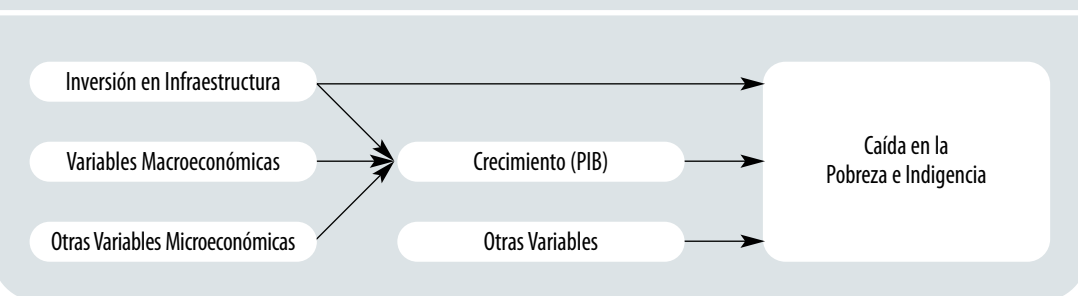 Inversión en Infraestructura
Variables Macroeconómicas
Otras Variables Microeconómicas
Crecimiento (PIB)
Otras Variables
Caída en la
Pobreza e Indigencia